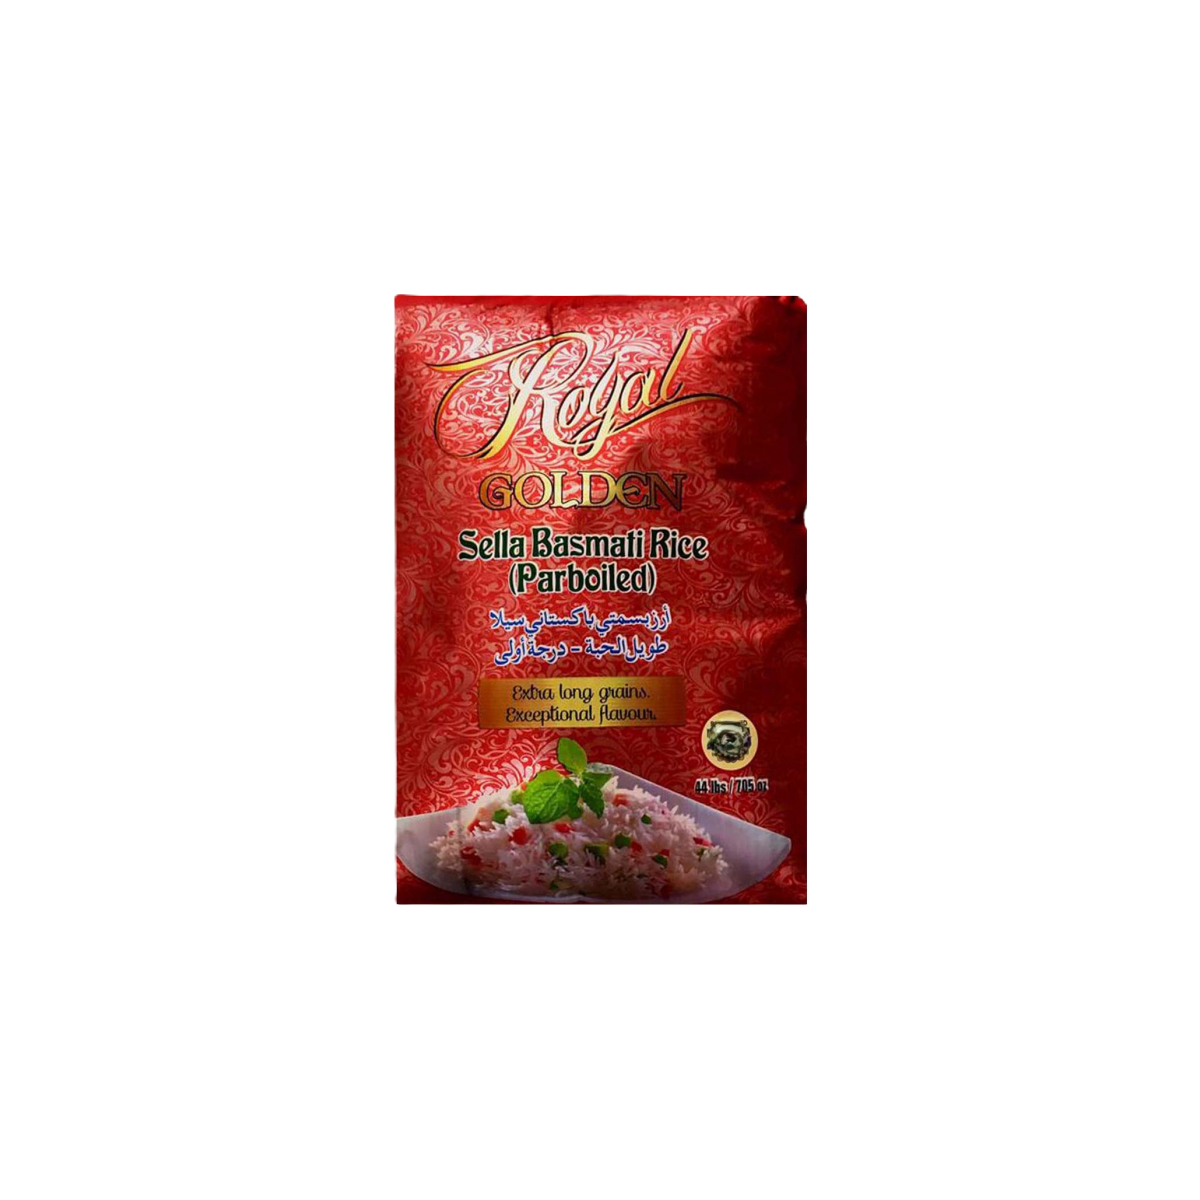 Royal
GOLDEN
Sella Basmati Rice
(Parboiled)
أرز بسمتي باكستاني سيلا
طويل الحبة - درجة أولى
Extra long grains.
Exceptional flavour.
44 lbs / 705 oz